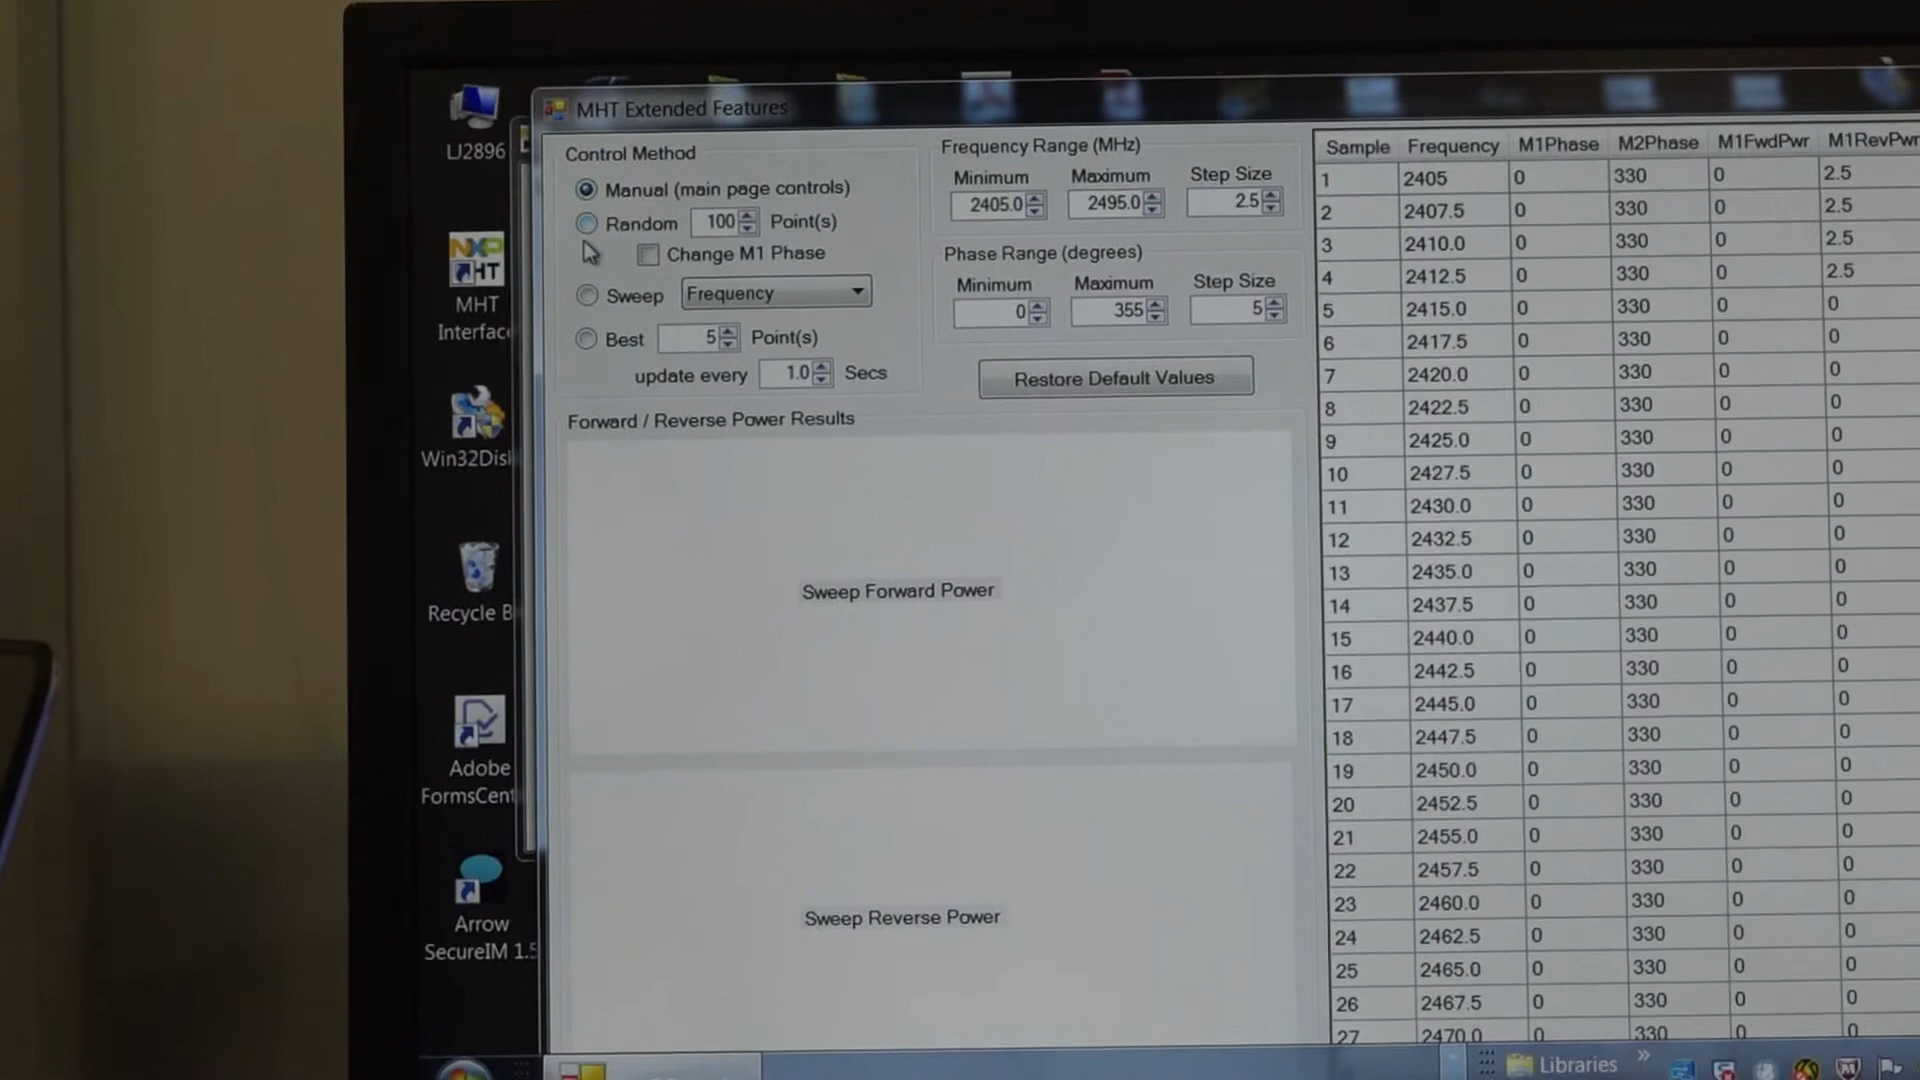 LJ2896
NXP
HT
MHT
Interface
Win32Dis
Recycle B
Adobe
FormsCent
Arrow
SecureIM 1.5
MHT Extended Features
Control Method
Manual (main page controls)
Random 100 Point(s)
Change M1 Phase
Sweep Frequency
Best 5 Point(s)
update every 1.0 Secs
Frequency Range (MHz)
Minimum Maximum Step Size
2405.0 2495.0 2.5
Phase Range (degrees)
Minimum Maximum Step Size
0 355 5
Restore Default Values
Forward / Reverse Power Results
Sweep Forward Power
Sweep Reverse Power
Sample Frequency M1Phase M2Phase M1FwdPwr M1RevPwr
1 2405 0 330 0 2.5
2 2407.5 0 330 0 2.5
3 2410.0 0 330 0 2.5
4 2412.5 0 330 0 2.5
5 2415.0 0 330 0 0
6 2417.5 0 330 0 0
7 2420.0 0 330 0 0
8 2422.5 0 330 0 0
9 2425.0 0 330 0 0
10 2427.5 0 330 0 0
11 2430.0 0 330 0 0
12 2432.5 0 330 0 0
13 2435.0 0 330 0 0
14 2437.5 0 330 0 0
15 2440.0 0 330 0 0
16 2442.5 0 330 0 0
17 2445.0 0 330 0 0
18 2447.5 0 330 0 0
19 2450.0 0 330 0 0
20 2452.5 0 330 0 0
21 2455.0 0 330 0 0
22 2457.5 0 330 0 0
23 2460.0 0 330 0 0
24 2462.5 0 330 0 0
25 2465.0 0 330 0 0
26 2467.5 0 330 0 0
27 2470.0 0 330 0 0
Libraries »